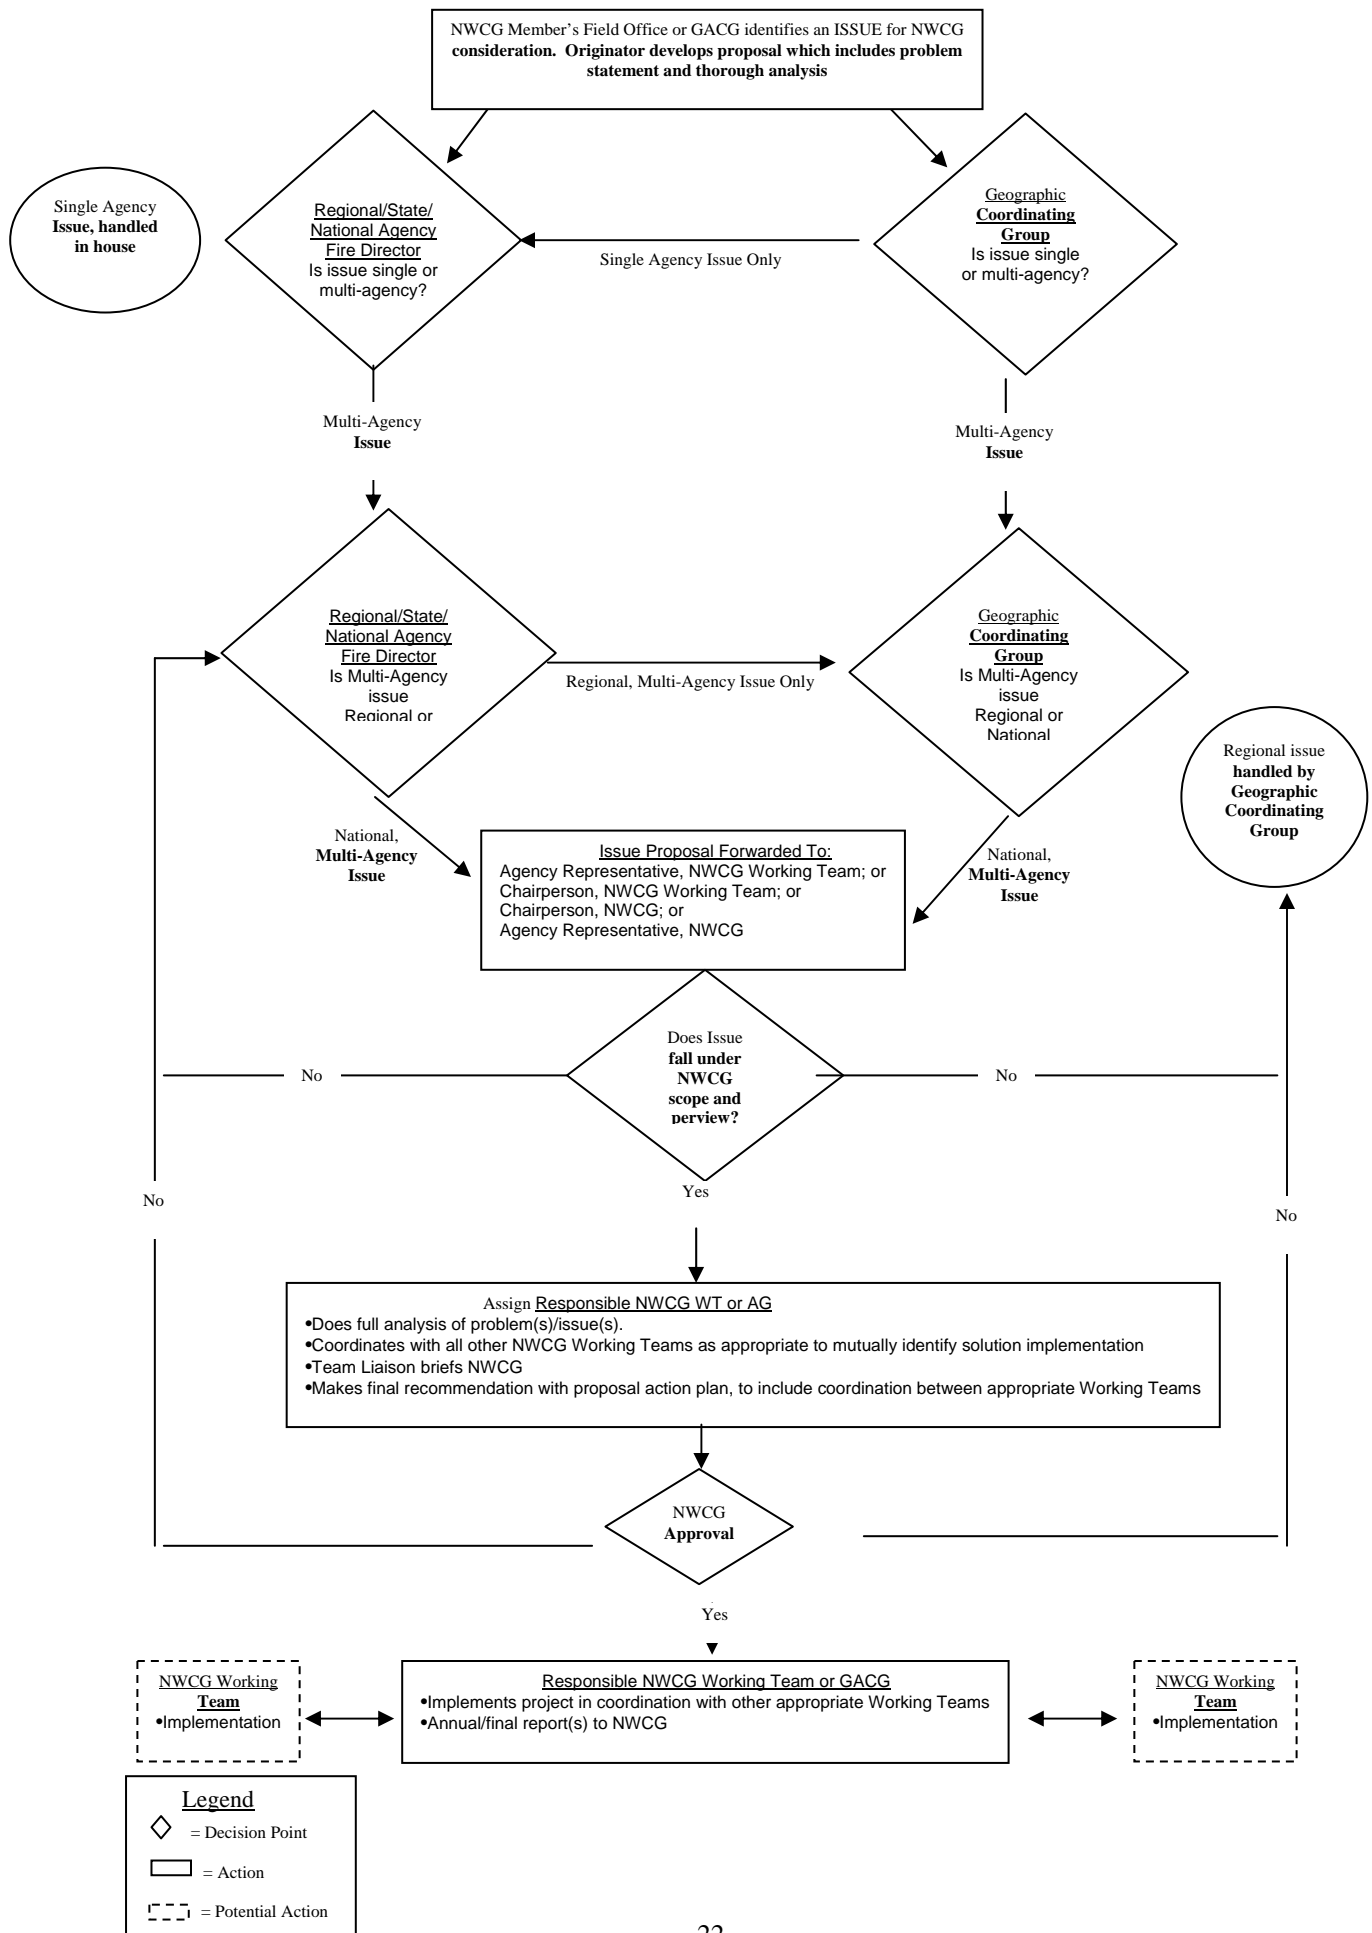 NWCG Member's Field Office or GACG identifies an ISSUE for NWCG
consideration. Originator develops proposal which includes problem
statement and thorough analysis
Single Agency
Issue, handled
in house
Regional/State/
National Agency
Fire Director
Is issue single or
multi-agency?
Single Agency Issue Only
Geographic
Coordinating
Group
Is issue single
or multi-agency?
Multi-Agency
Issue
Multi-Agency
Issue
Regional/State/
National Agency
Fire Director
Is Multi-Agency
issue
Regional or
Regional, Multi-Agency Issue Only
Geographic
Coordinating
Group
Is Multi-Agency
issue
Regional or
National
Regional issue
handled by
Geographic
Coordinating
Group
National,
Multi-Agency
Issue
Issue Proposal Forwarded To:
Agency Representative, NWCG Working Team; or
Chairperson, NWCG Working Team; or
Chairperson, NWCG; or
Agency Representative, NWCG
National,
Multi-Agency
Issue
Does Issue
fall under
NWCG
scope and
perview?
No
No
Yes
No
No
Assign Responsible NWCG WT or AG
•Does full analysis of problem(s)/issue(s).
•Coordinates with all other NWCG Working Teams as appropriate to mutually identify solution implementation
•Team Liaison briefs NWCG
•Makes final recommendation with proposal action plan, to include coordination between appropriate Working Teams
NWCG
Approval
Yes
NWCG Working
Team
•Implementation
Responsible NWCG Working Team or GACG
•Implements project in coordination with other appropriate Working Teams
•Annual/final report(s) to NWCG
NWCG Working
Team
•Implementation
Legend
= Decision Point
= Action
= Potential Action
22